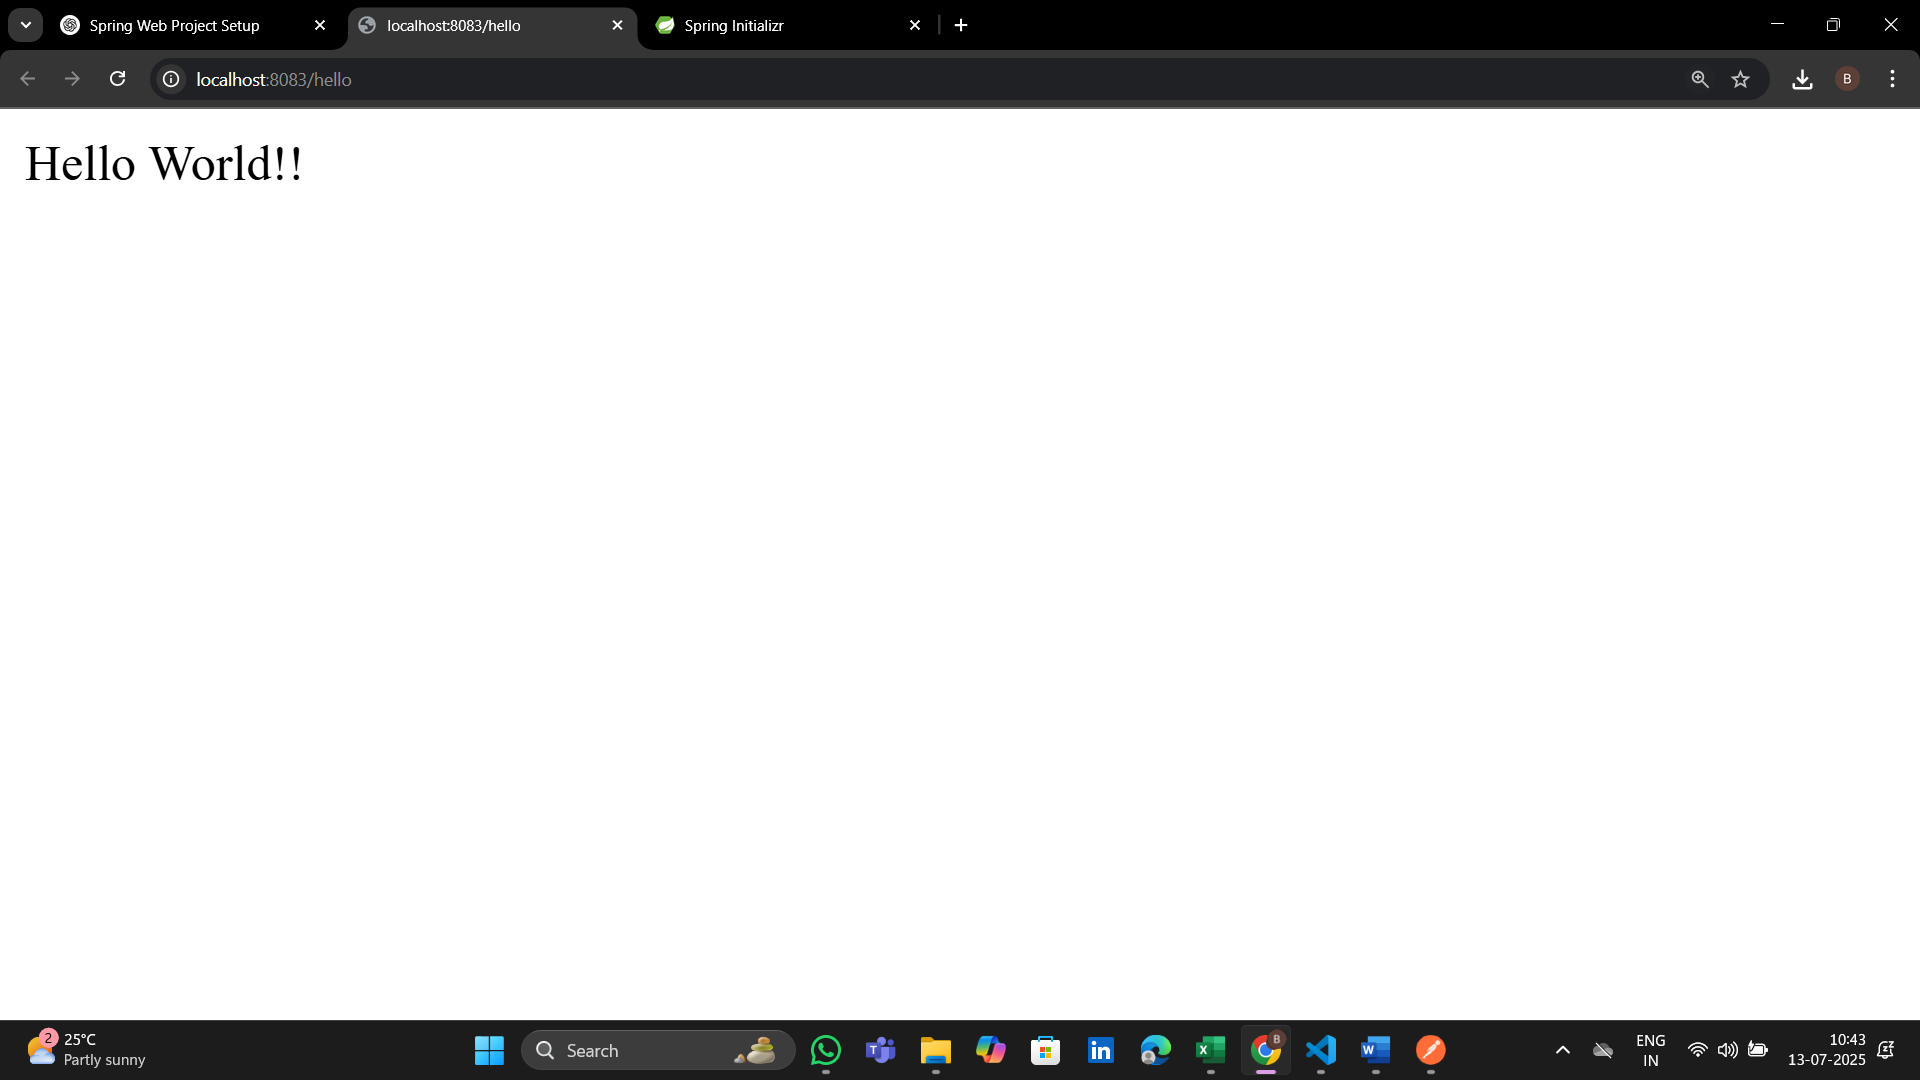 Spring Web Project Setup
localhost:8083/hello
Spring Initializr
localhost:8083/hello
B
Hello World!!
2
25°C
Partly sunny
Search
B
ENG
IN
10:43
13-07-2025